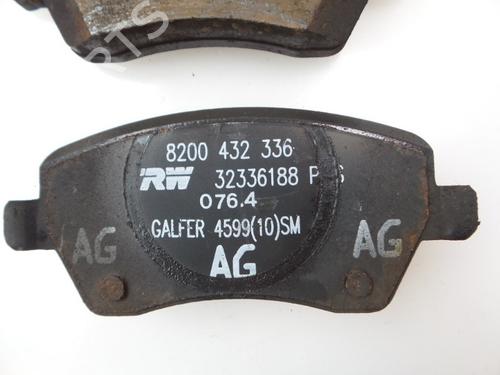 8200 432 336
TRW 32336188
076.4
GALFER 4599(10)SM
AG AG AG